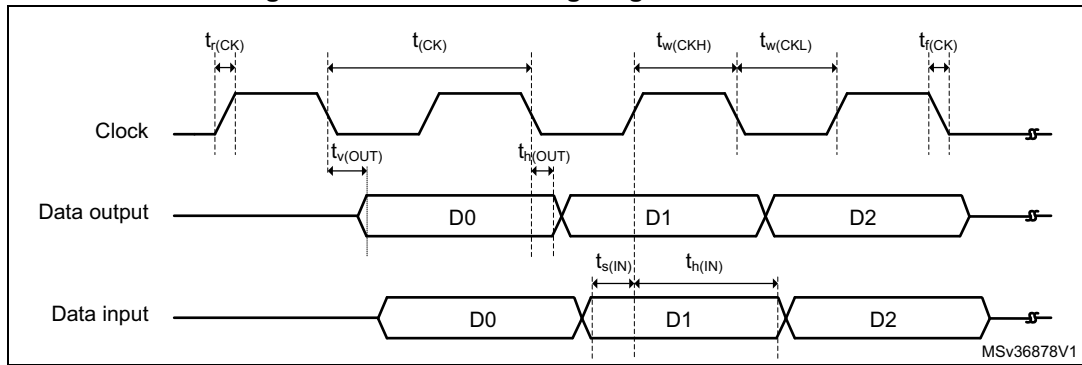 t_r(CK) t_(CK) t_w(CKH) t_w(CKL) t_f(CK)
Clock
t_v(OUT) t_h(OUT)
Data output D0 D1 D2
t_s(IN) t_h(IN)
Data input D0 D1 D2
MSv36878V1